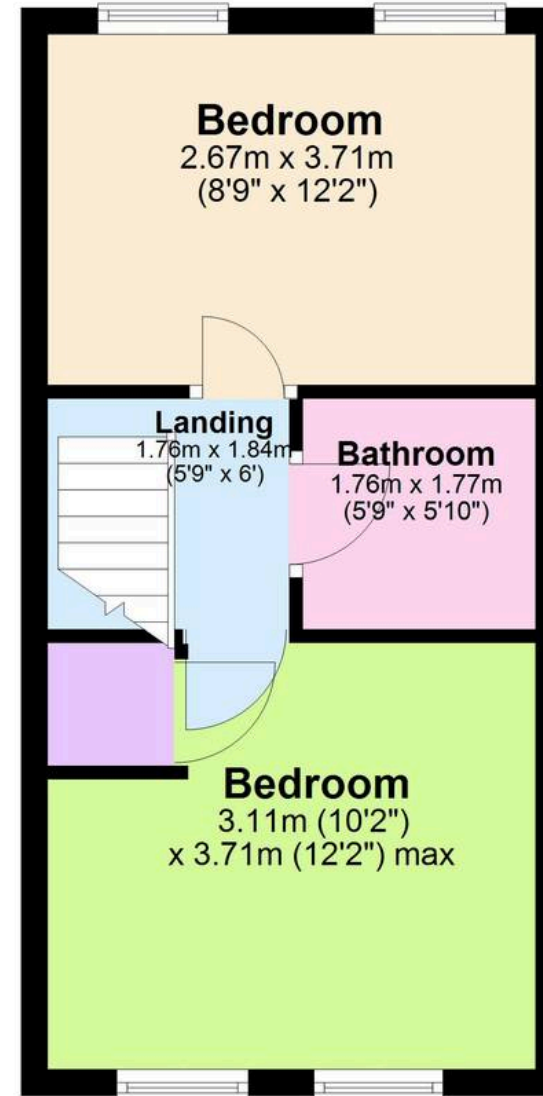 Bedroom
2.67m x 3.71m
(8'9" x 12'2")
Landing
1.76m x 1.84m
(5'9" x 6')
Bathroom
1.76m x 1.77m
(5'9" x 5'10")
Bedroom
3.11m (10'2")
x 3.71m (12'2") max